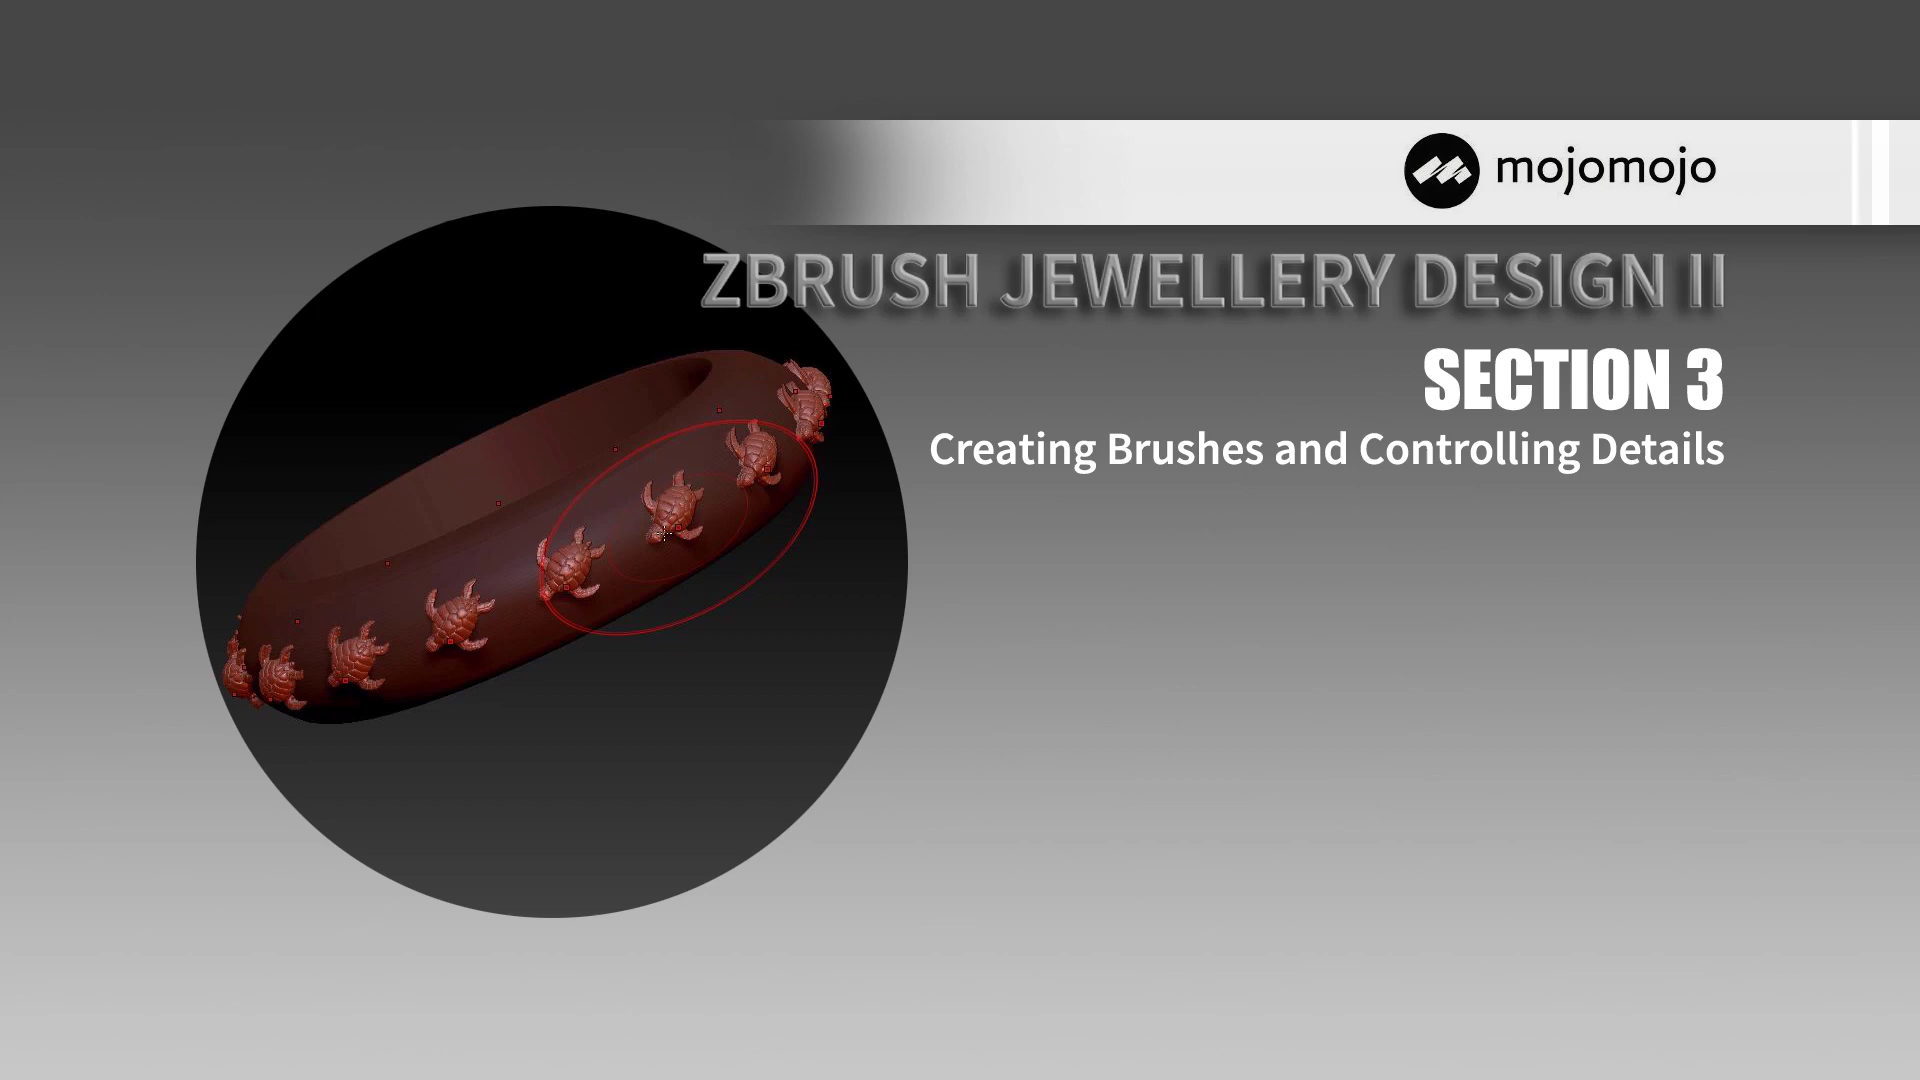 mojomojo
ZBRUSH JEWELLERY DESIGN II
SECTION 3
Creating Brushes and Controlling Details